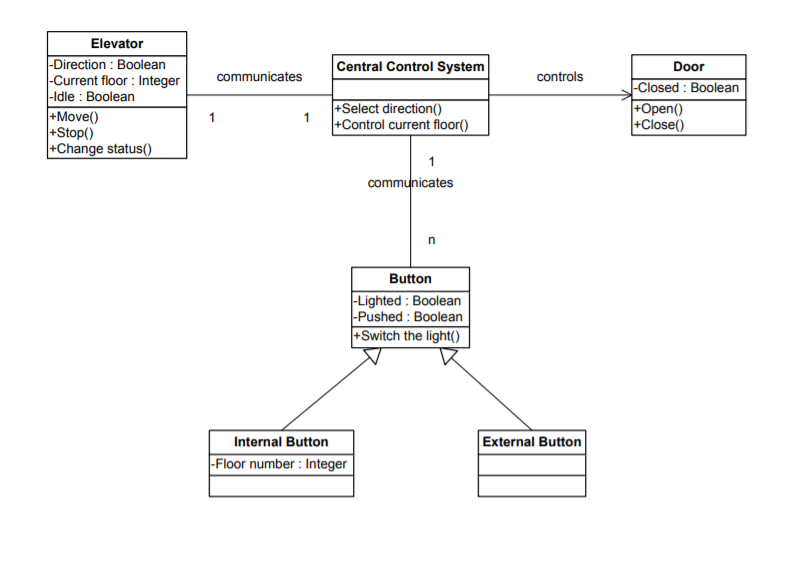 Elevator
-Direction : Boolean
-Current floor : Integer
-Idle : Boolean
+Move()
+Stop()
+Change status()
communicates
1
1
Central Control System
+Select direction()
+Control current floor()
controls
Door
-Closed : Boolean
+Open()
+Close()
1
communicates
n
Button
-Lighted : Boolean
-Pushed : Boolean
+Switch the light()
Internal Button
-Floor number : Integer
External Button